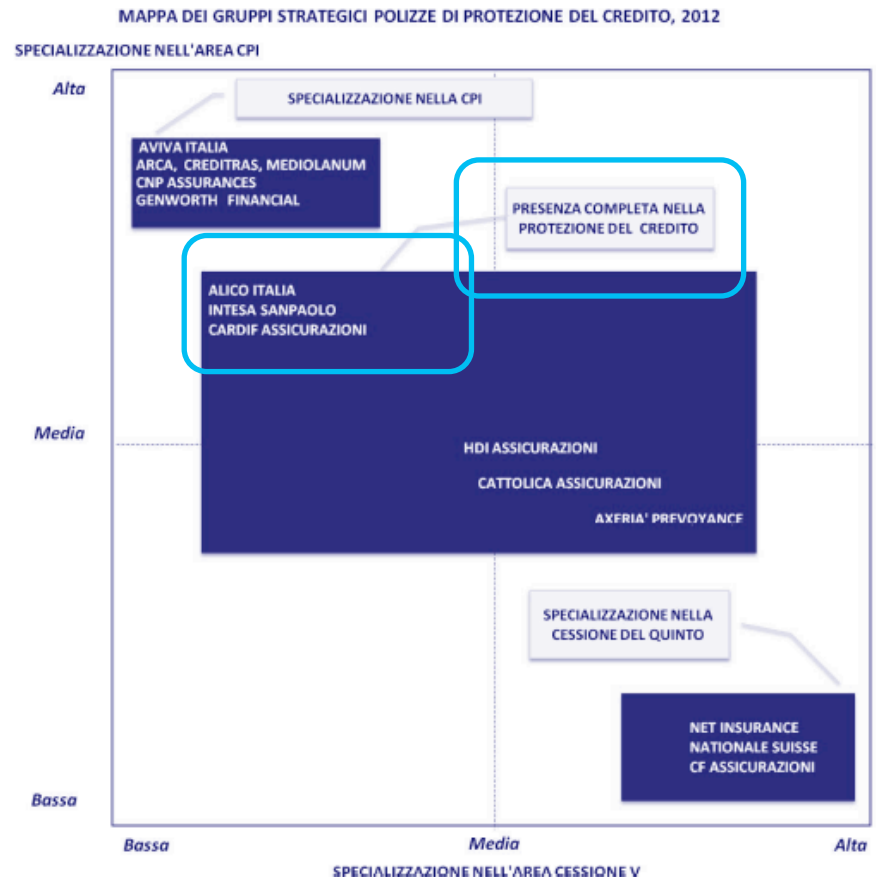 MAPPA DEI GRUPPI STRATEGICI POLIZZE DI PROTEZIONE DEL CREDITO, 2012
SPECIALIZZAZIONE NELL'AREA CPI
Alta
SPECIALIZZAZIONE NELLA CPI
AVIVA ITALIA
ARCA, CREDITRAS, MEDIOLANUM
CNP ASSURANCES
GENWORTH FINANCIAL
PRESENZA COMPLETA NELLA
PROTEZIONE DEL CREDITO
ALICO ITALIA
INTESA SANPAOLO
CARDIF ASSICURAZIONI
Media
HDI ASSICURAZIONI
CATTOLICA ASSICURAZIONI
AXERIA' PREVOYANCE
SPECIALIZZAZIONE NELLA
CESSIONE DEL QUINTO
NET INSURANCE
NATIONALE SUISSE
CF ASSICURAZIONI
Bassa
Bassa
Media
Alta
SPECIALIZZAZIONE NELL'AREA CESSIONE V